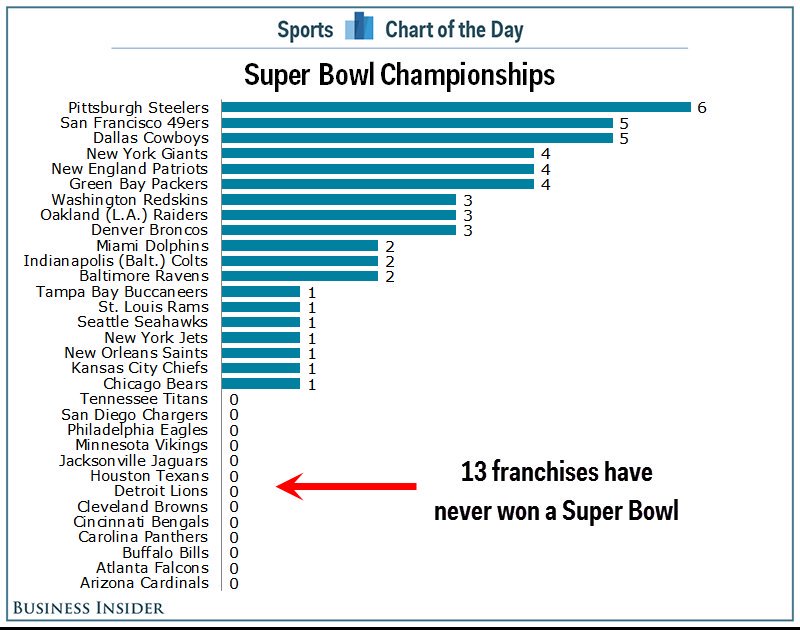 Sports Chart of the Day
Super Bowl Championships
Pittsburgh Steelers 6
San Francisco 49ers 5
Dallas Cowboys 5
New York Giants 4
New England Patriots 4
Green Bay Packers 4
Washington Redskins 3
Oakland (L.A.) Raiders 3
Denver Broncos 3
Miami Dolphins 2
Indianapolis (Balt.) Colts 2
Baltimore Ravens 2
Tampa Bay Buccaneers 1
St. Louis Rams 1
Seattle Seahawks 1
New York Jets 1
New Orleans Saints 1
Kansas City Chiefs 1
Chicago Bears 1
Tennessee Titans 0
San Diego Chargers 0
Philadelphia Eagles 0
Minnesota Vikings 0
Jacksonville Jaguars 0
Houston Texans 0
Detroit Lions 0
Cleveland Browns 0
Cincinnati Bengals 0
Carolina Panthers 0
Buffalo Bills 0
Atlanta Falcons 0
Arizona Cardinals 0
13 franchises have
never won a Super Bowl
BUSINESS INSIDER